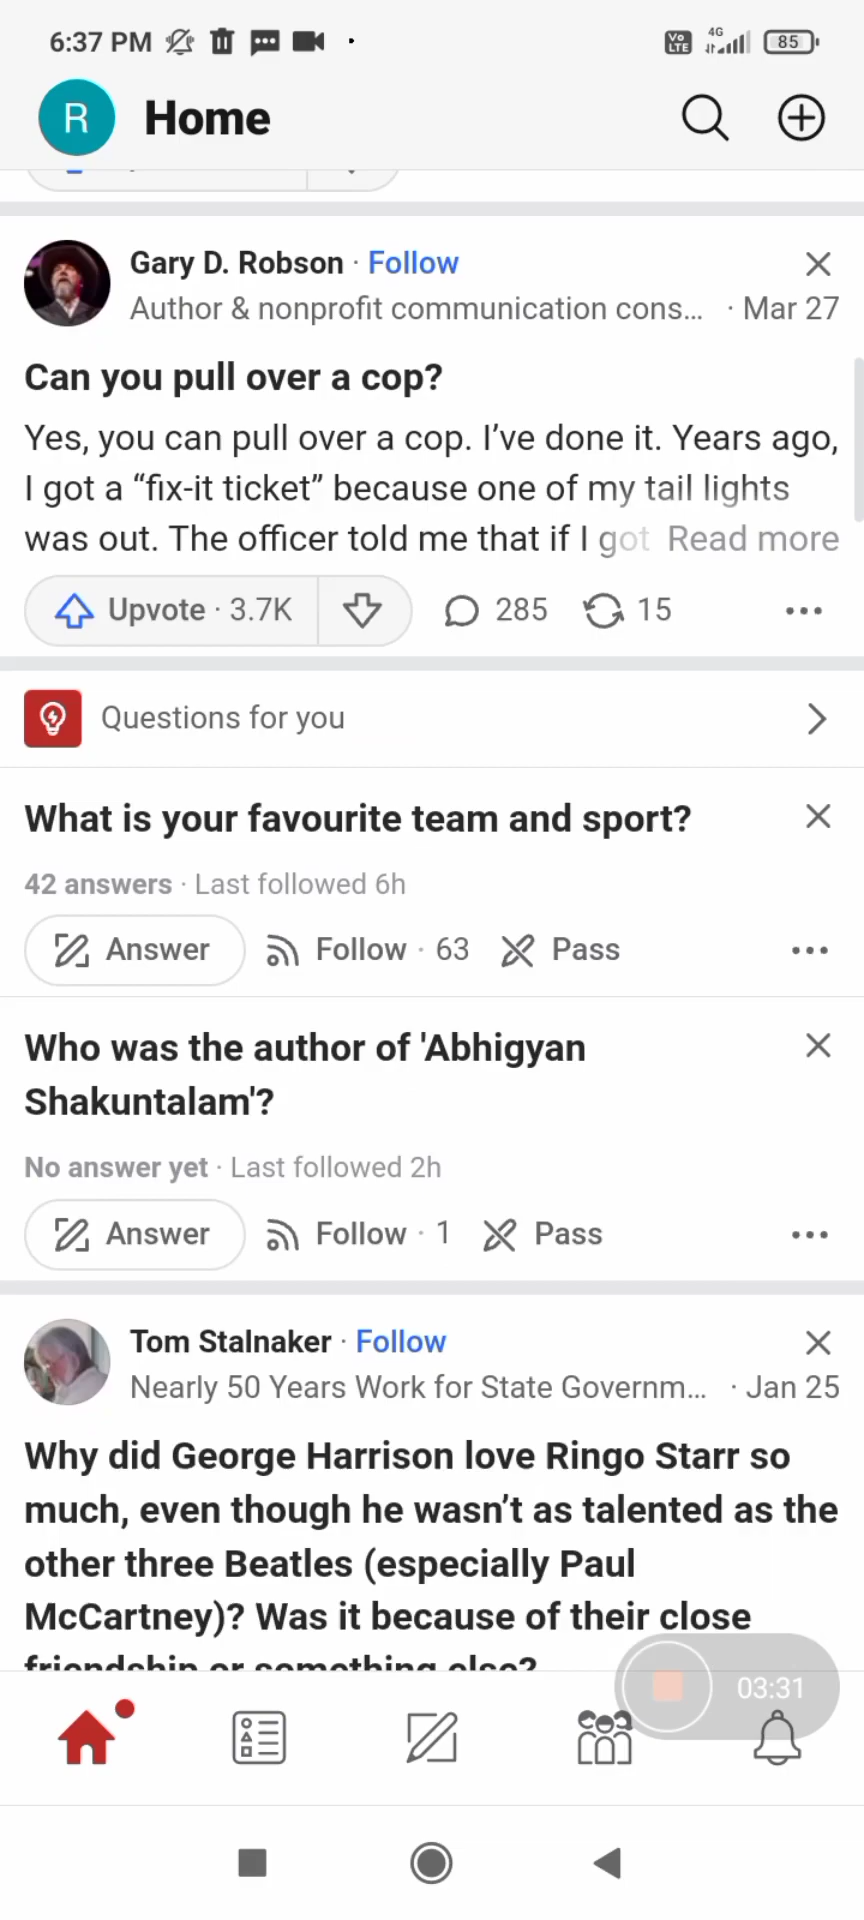 6:37 PM
Vo LTE 4G 85
R Home
Gary D. Robson · Follow
Author & nonprofit communication cons... · Mar 27
Can you pull over a cop?
Yes, you can pull over a cop. I’ve done it. Years ago,
I got a “fix-it ticket” because one of my tail lights
was out. The officer told me that if I got Read more
Upvote · 3.7K 285 15
Questions for you
What is your favourite team and sport?
42 answers · Last followed 6h
Answer Follow · 63 Pass
Who was the author of 'Abhigyan
Shakuntalam'?
No answer yet · Last followed 2h
Answer Follow · 1 Pass
Tom Stalnaker · Follow
Nearly 50 Years Work for State Governm... · Jan 25
Why did George Harrison love Ringo Starr so
much, even though he wasn’t as talented as the
other three Beatles (especially Paul
McCartney)? Was it because of their close
friendship or something else?
03:31